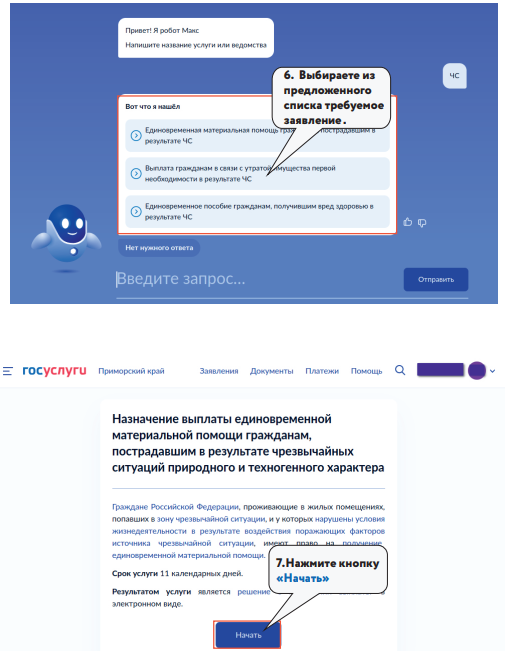 Привет! Я робот Макс
Напишите название услуги или ведомства
ЧС
6. Выбираете из
предложенного
списка требуемое
заявление.
Вот что я нашёл
Единовременная материальная помощь пострадавшим в
результате ЧС
Выплата гражданам в связи с утратой имущества первой
необходимости в результате ЧС
Единовременное пособие гражданам, получившим вред здоровью в
результате ЧС
Нет нужного ответа
Введите запрос...
Отправить
госуслуги Приморский край Заявления Документы Платежи Помощь
Назначение выплаты единовременной
материальной помощи гражданам,
пострадавшим в результате чрезвычайных
ситуаций природного и техногенного характера
Граждане Российской Федерации, проживающие в жилых помещениях,
попавших в зону чрезвычайной ситуации, и у которых нарушены условия
жизнедеятельности в результате воздействия поражающих факторов
источника чрезвычайной ситуации, имеют право на получение
единовременной материальной помощи.
7.Нажмите кнопку
«Начать»
Срок услуги 11 календарных дней.
Результатом услуги является решение в
электронном виде.
Начать